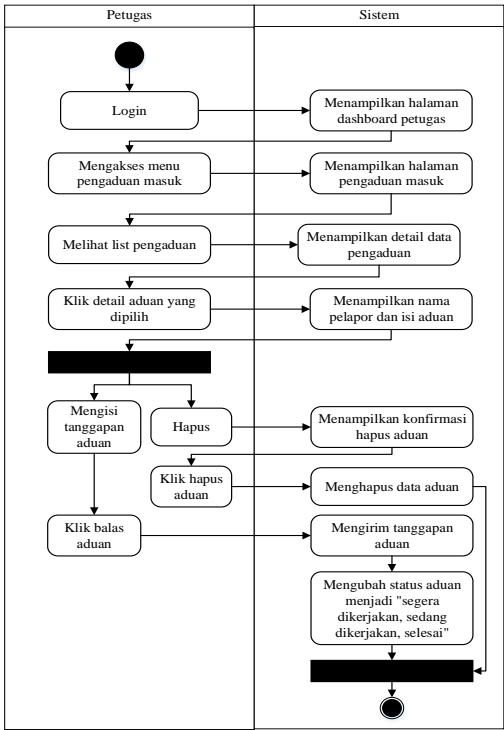 Petugas
Sistem
Login
Menampilkan halaman
dashboard petugas
Mengakses menu
pengaduan masuk
Menampilkan halaman
pengaduan masuk
Melihat list pengaduan
Menampilkan detail data
pengaduan
Klik detail aduan yang
dipilih
Menampilkan nama
pelapor dan isi aduan
Mengisi
tanggapan
aduan
Hapus
Menampilkan konfirmasi
hapus aduan
Klik hapus
aduan
Menghapus data aduan
Klik balas
aduan
Mengirim tanggapan
aduan
Mengubah status aduan
menjadi "segera
dikerjakan, sedang
dikerjakan, selesai"